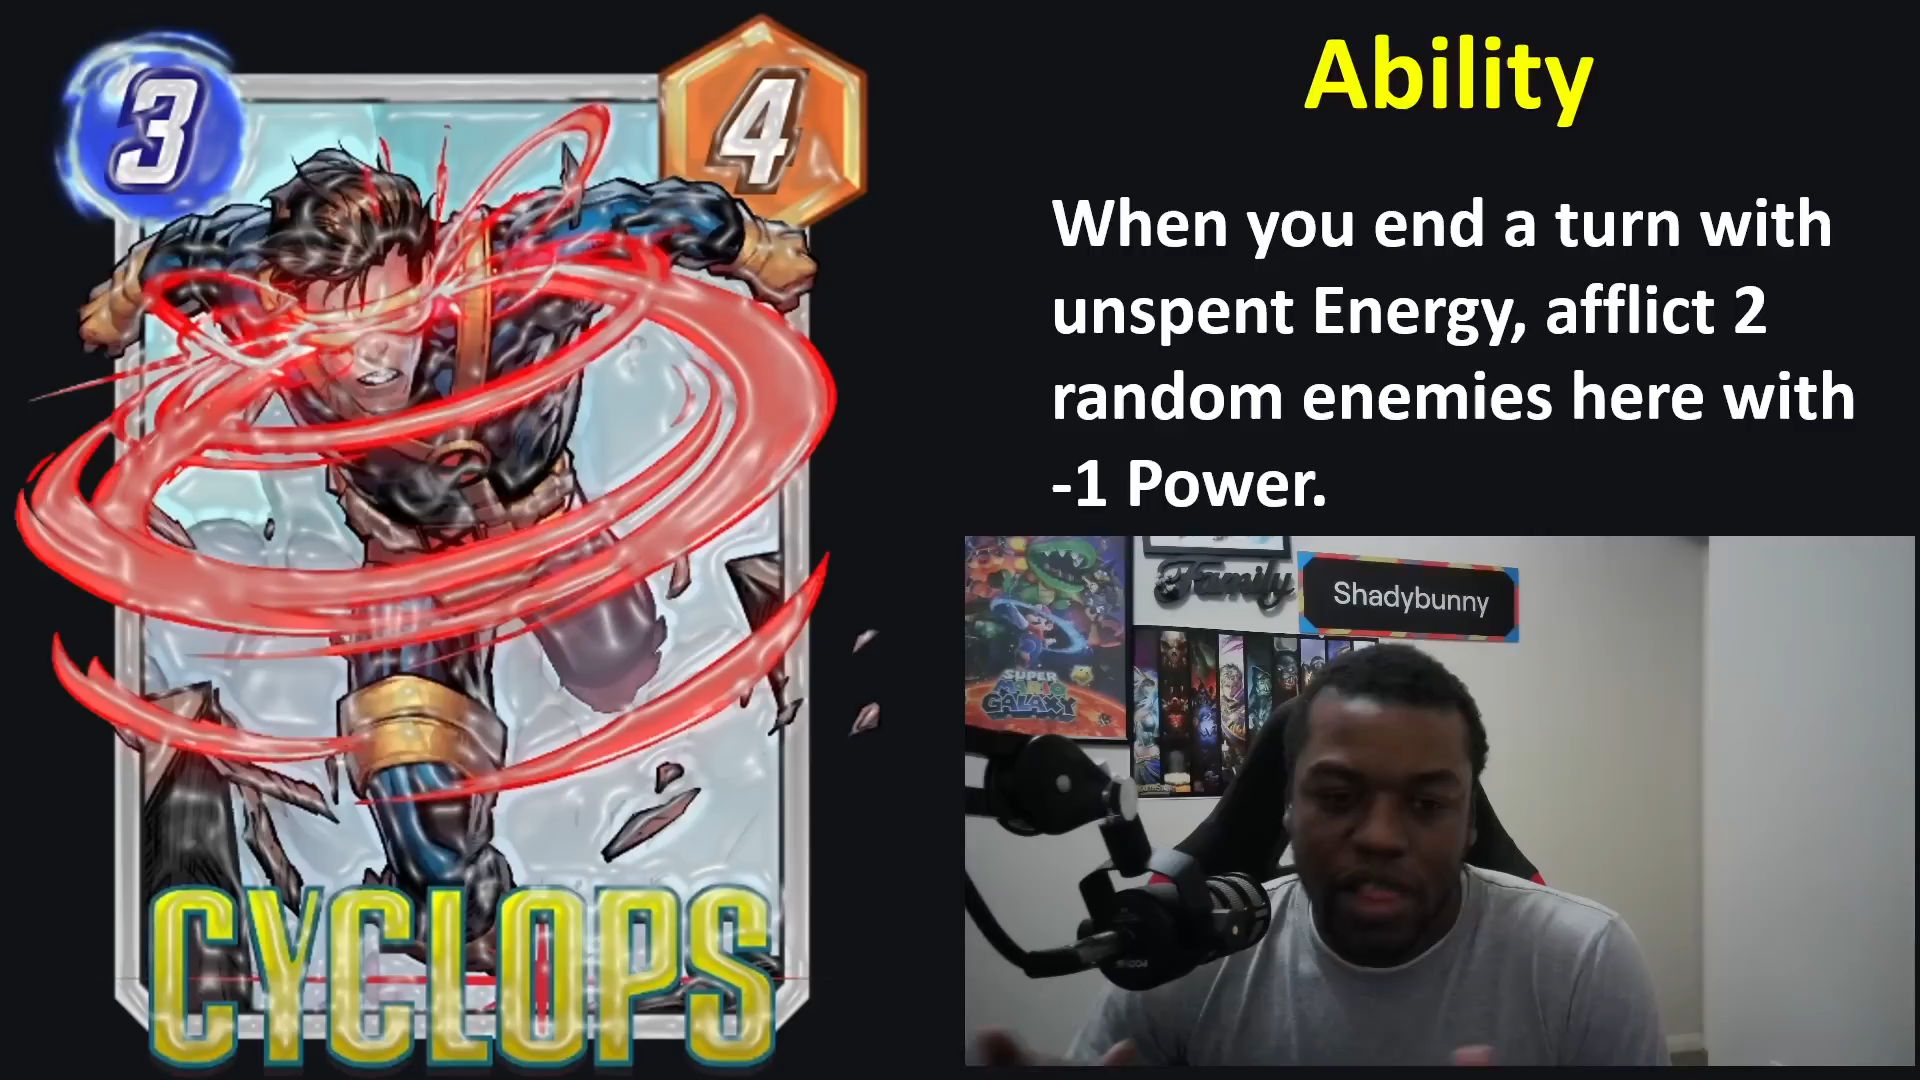 3
4
CYCLOPS
Ability
When you end a turn with
unspent Energy, afflict 2
random enemies here with
-1 Power.
Family
Shadybunny
SUPER
MARIO
GALAXY